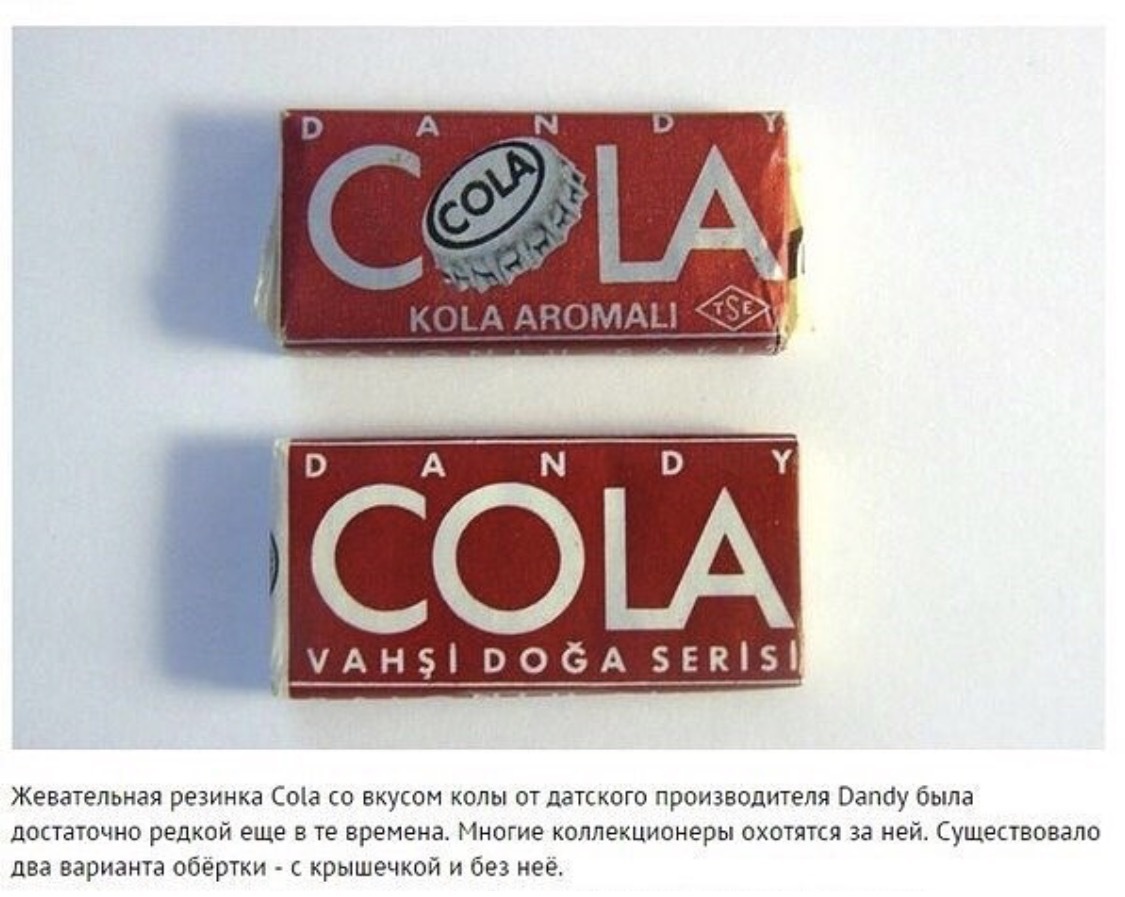 DANDY
COLA
COLA
KOLA AROMALI TSE
DANDY
COLA
VAHŞİ DOĞA SERİSİ
Жевательная резинка Cola со вкусом колы от датского производителя Dandy была
достаточно редкой еще в те времена. Многие коллекционеры охотятся за ней. Существовало
два варианта обёртки - с крышечкой и без неё.